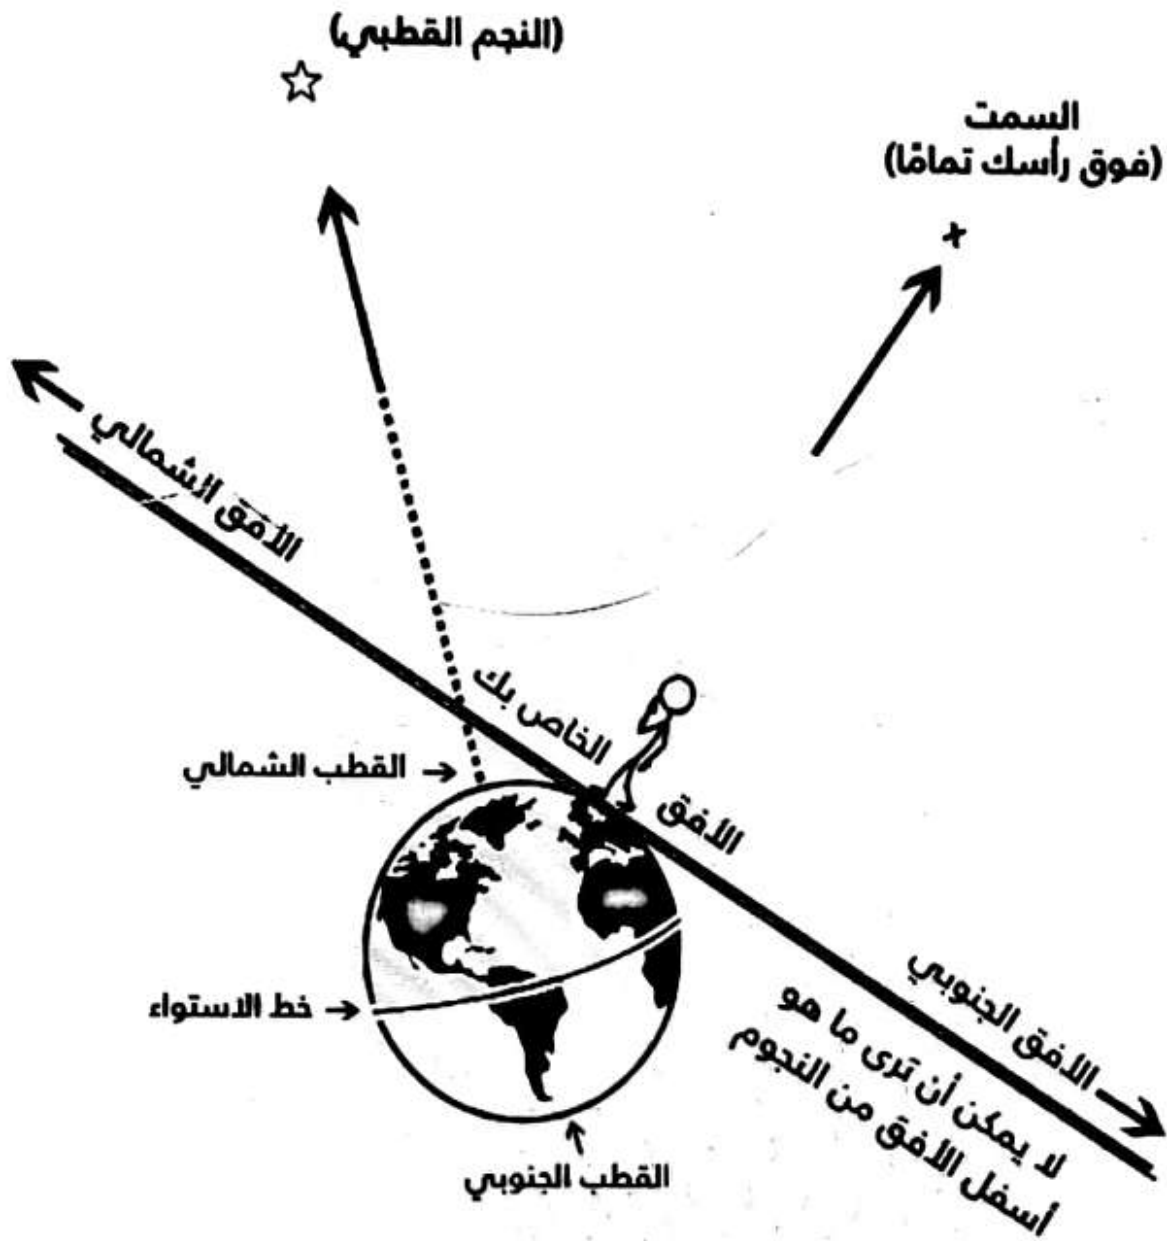 (النجم القطبي)
السمت
(فوق رأسك تمامًا)
الأفق الشمالي
الأفق
الخاص بك
القطب الشمالي
الأفق الجنوبي
لا يمكن أن ترى ما هو
أسفل الأفق من النجوم
خط الاستواء
القطب الجنوبي